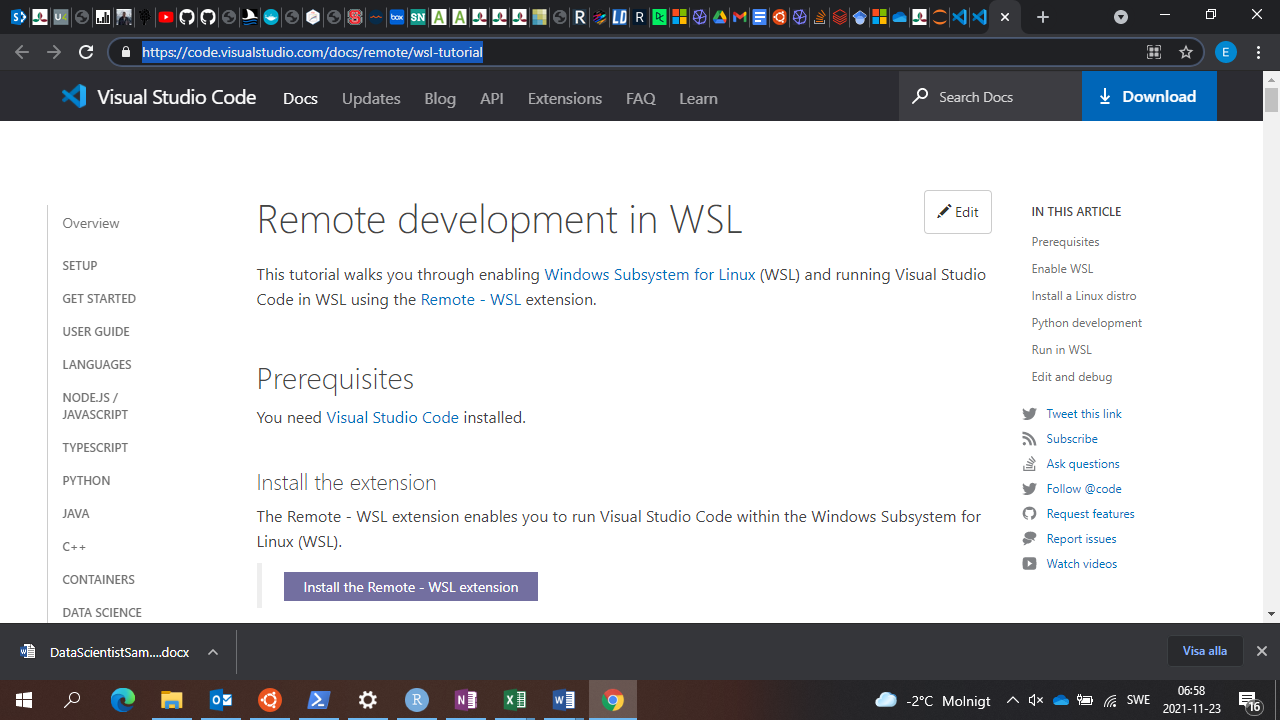 https://code.visualstudio.com/docs/remote/wsl-tutorial
E
Visual Studio Code
Docs
Updates
Blog
API
Extensions
FAQ
Learn
Search Docs
Download
Overview
SETUP
GET STARTED
USER GUIDE
LANGUAGES
NODE.JS /
JAVASCRIPT
TYPESCRIPT
PYTHON
JAVA
C++
CONTAINERS
DATA SCIENCE
Remote development in WSL
Edit
This tutorial walks you through enabling Windows Subsystem for Linux (WSL) and running Visual Studio
Code in WSL using the Remote - WSL extension.
Prerequisites
You need Visual Studio Code installed.
Install the extension
The Remote - WSL extension enables you to run Visual Studio Code within the Windows Subsystem for
Linux (WSL).
Install the Remote - WSL extension
IN THIS ARTICLE
Prerequisites
Enable WSL
Install a Linux distro
Python development
Run in WSL
Edit and debug
Tweet this link
Subscribe
Ask questions
Follow @code
Request features
Report issues
Watch videos
DataScientistSam....docx
Visa alla
-2°C Molnigt
SWE
06:58
2021-11-23
16